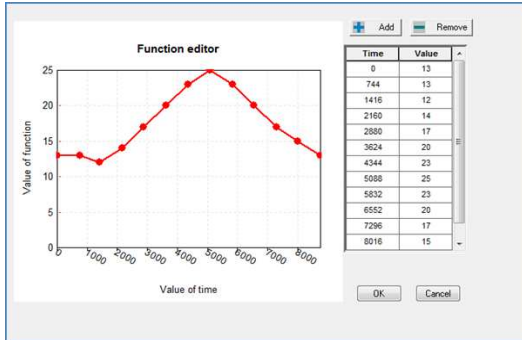 Add Remove
Function editor
Time Value
0 13
744 13
1416 12
2160 14
2880 17
3624 20
4344 23
5088 25
5832 23
6552 20
7296 17
8016 15
25
20
15
10
5
0
Value of function
0 1000 2000 3000 4000 5000 6000 7000 8000
Value of time
OK Cancel